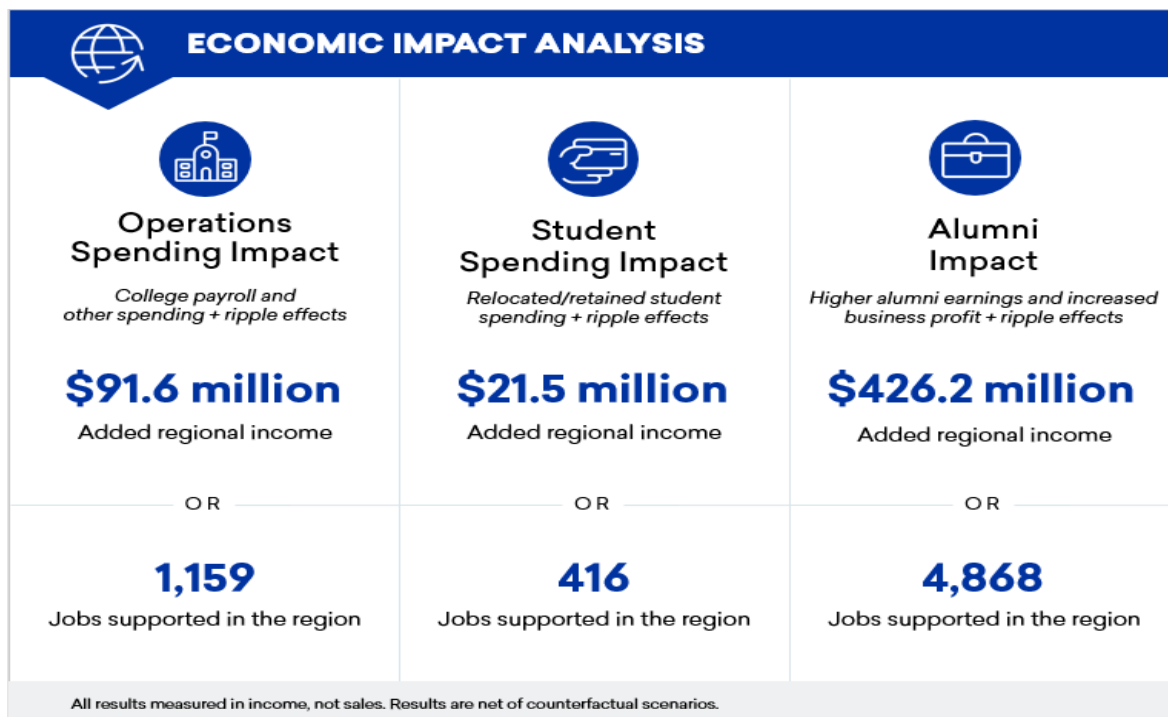 ECONOMIC IMPACT ANALYSIS
Operations
Spending Impact
College payroll and
other spending + ripple effects
$91.6 million
Added regional income
OR
1,159
Jobs supported in the region
Student
Spending Impact
Relocated/retained student
spending + ripple effects
$21.5 million
Added regional income
OR
416
Jobs supported in the region
Alumni
Impact
Higher alumni earnings and increased
business profit + ripple effects
$426.2 million
Added regional income
OR
4,868
Jobs supported in the region
All results measured in income, not sales. Results are net of counterfactual scenarios.